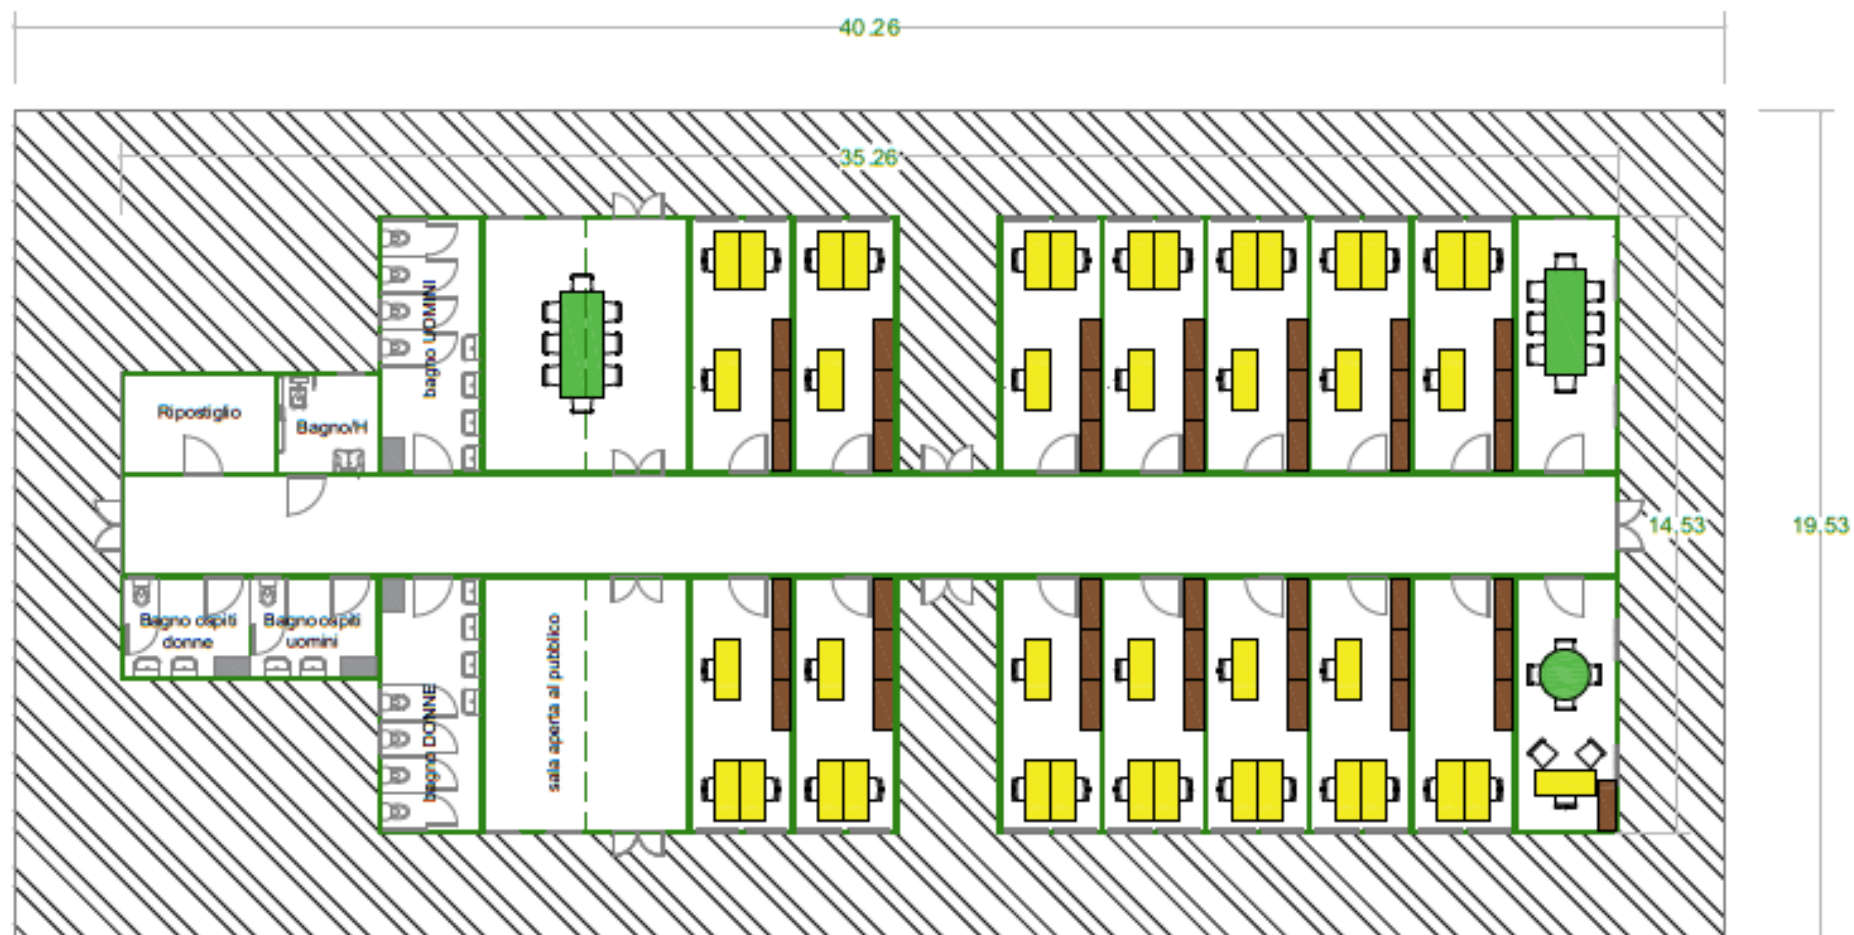 40.26
35.26
bagno UOMINI
Ripostiglio
Bagno/H
14,53
19.53
Bagno ospiti
donne
Bagno ospiti
uomini
sala aperta al pubblico
bagno DONNE